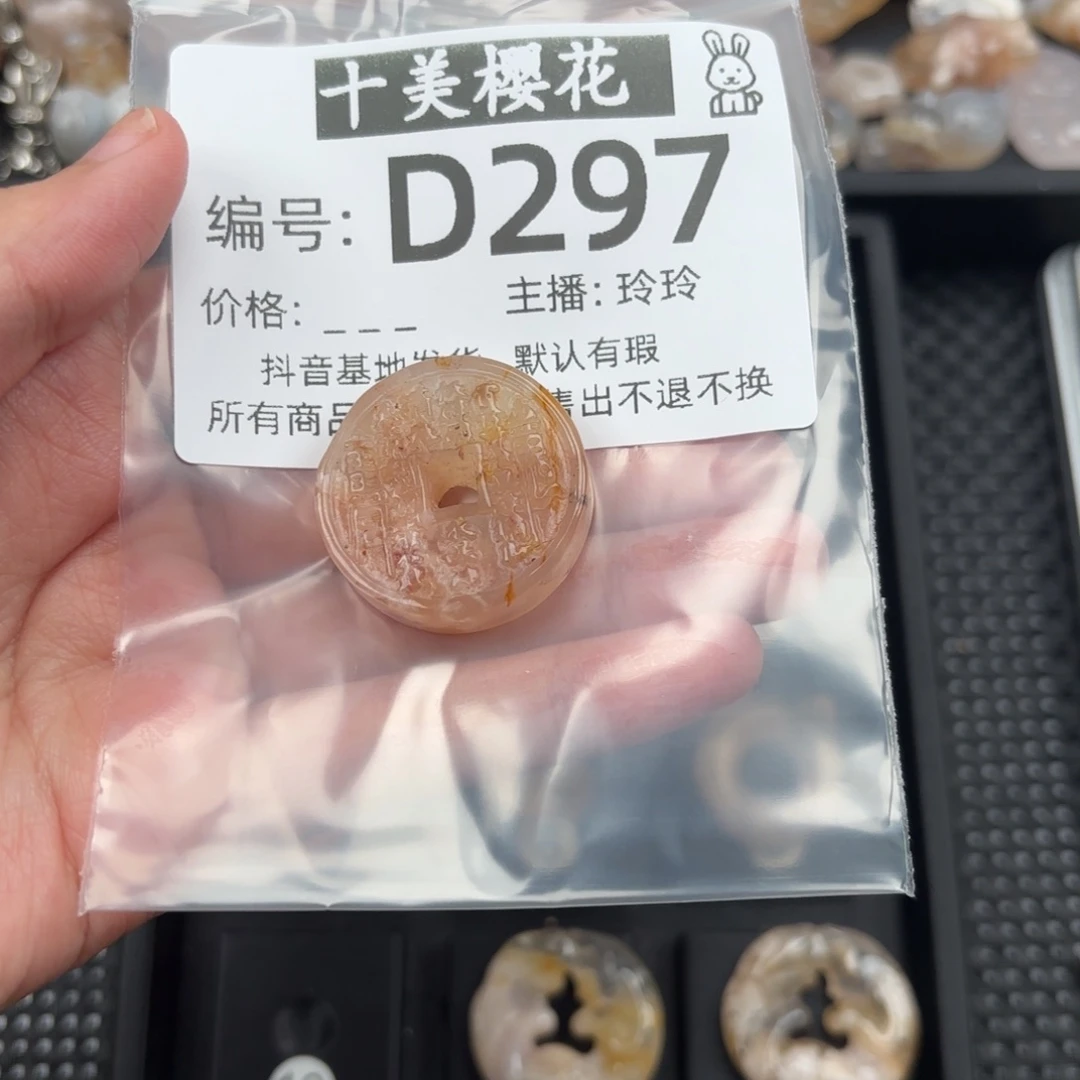 十美樱花
D297
编号:
价格: _ _ _
主播: 玲玲
抖音基地发货 默认有瑕
所有商品 售出不退不换